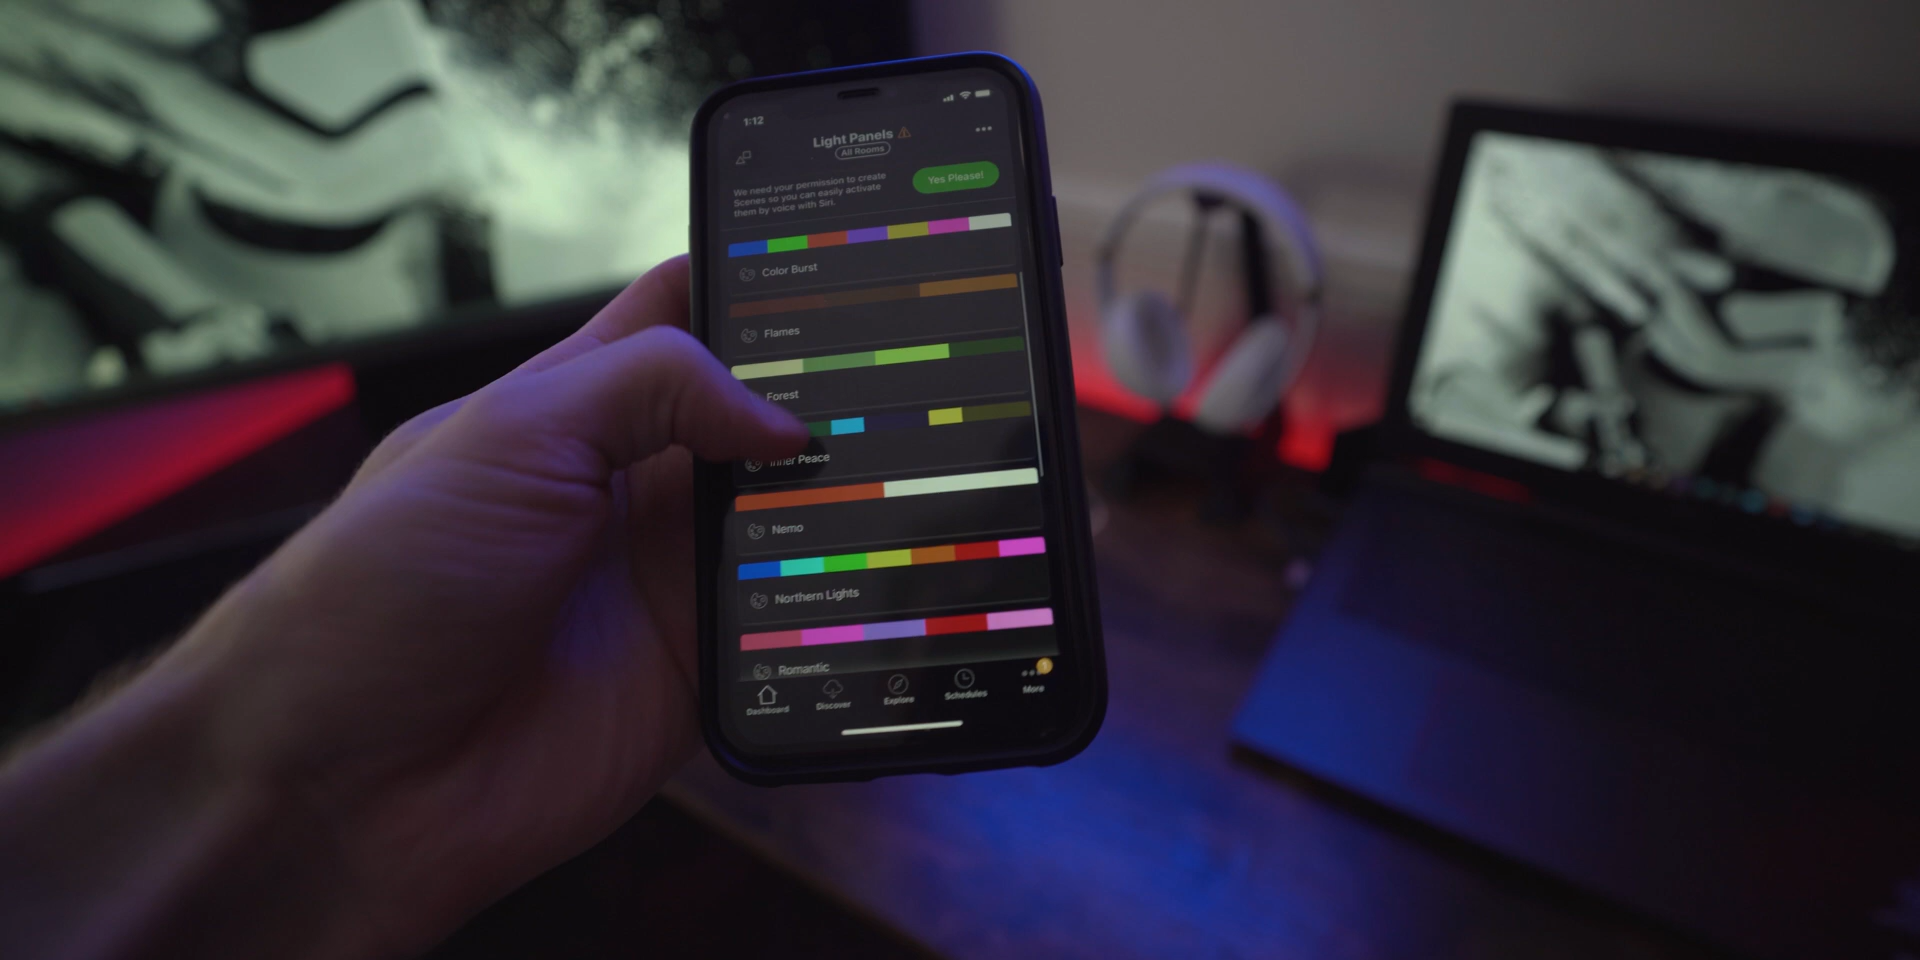 1:12
Light Panels
All Rooms
We need your permission to create
Scenes so you can easily activate
them by voice with Siri.
Yes Please!
Color Burst
Flames
Forest
Inner Peace
Nemo
Northern Lights
Romantic
Dashboard
Discover
Explore
Schedules
More
1